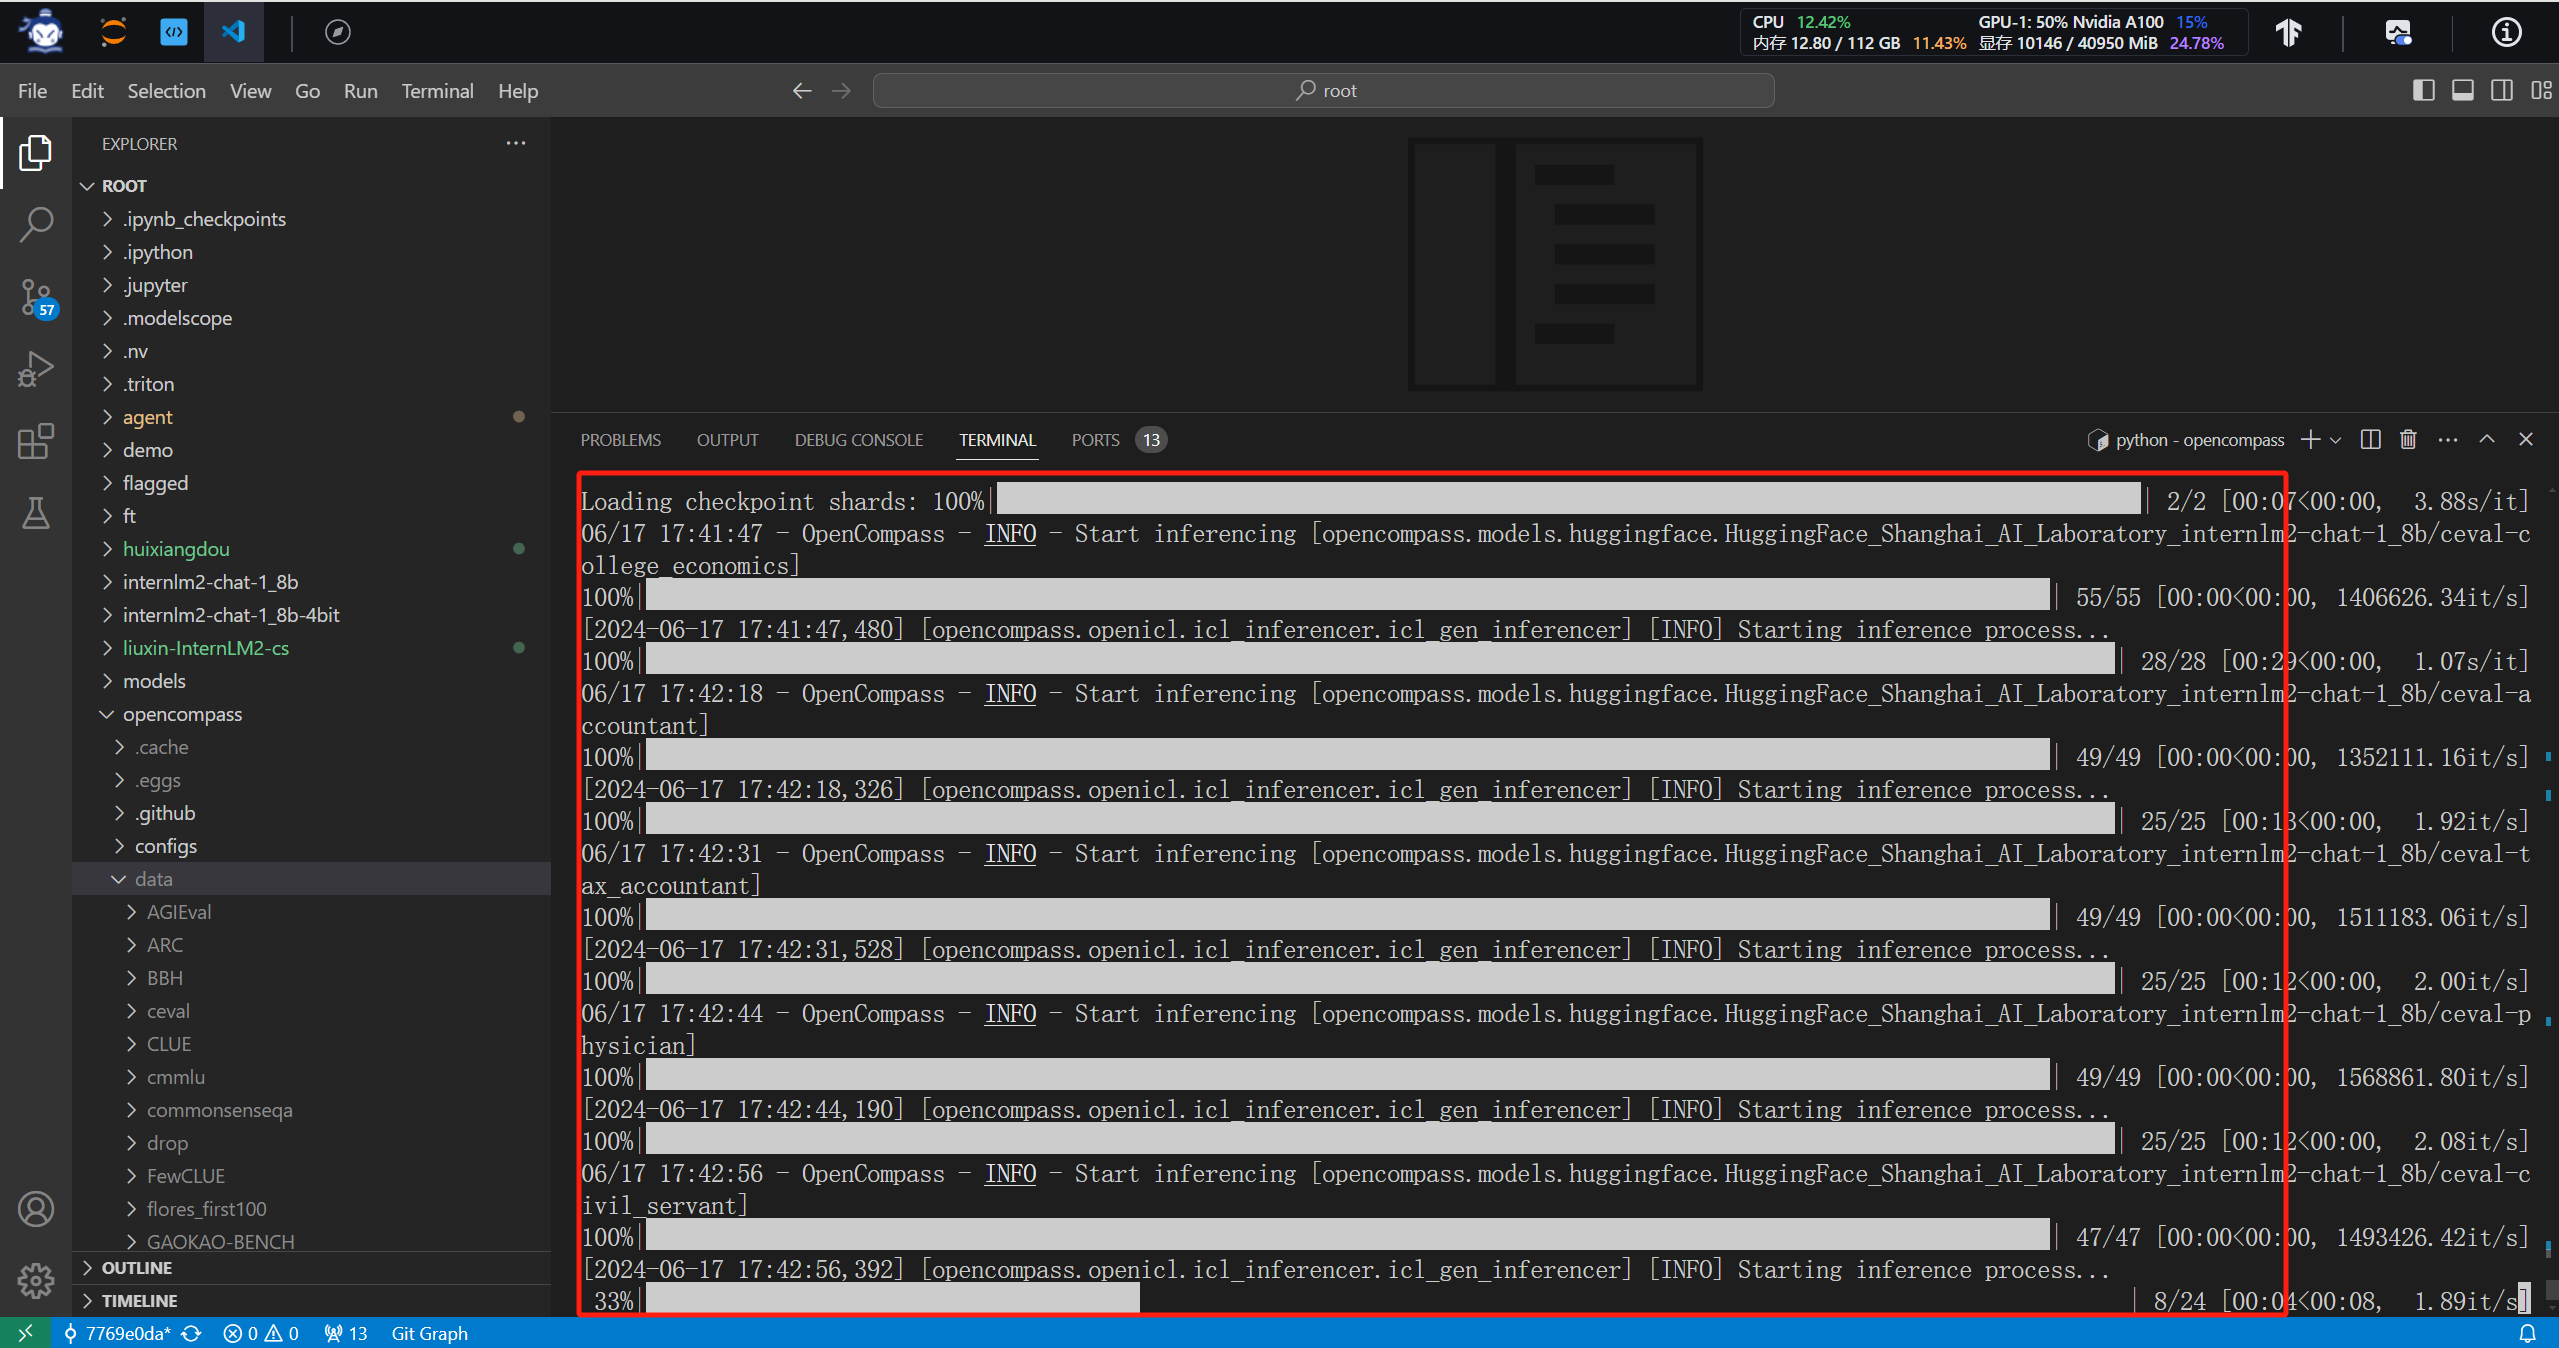 CPU 12.42% GPU-1: 50% Nvidia A100 15%
内存 12.80 / 112 GB 11.43% 显存 10146 / 40950 MiB 24.78%
File Edit Selection View Go Run Terminal Help
root
EXPLORER
ROOT
.ipynb_checkpoints
.ipython
.jupyter
.modelscope
.nv
.triton
agent
demo
flagged
ft
huixiangdou
internlm2-chat-1_8b
internlm2-chat-1_8b-4bit
liuxin-InternLM2-cs
models
opencompass
.cache
.eggs
.github
configs
data
AGIEval
ARC
BBH
ceval
CLUE
cmmlu
commonsenseqa
drop
FewCLUE
flores_first100
GAOKAO-BENCH
OUTLINE
TIMELINE
57
PROBLEMS OUTPUT DEBUG CONSOLE TERMINAL PORTS 13
python - opencompass
Loading checkpoint shards: 100%| | 2/2 [00:07<00:00, 3.88s/it]
06/17 17:41:47 - OpenCompass - INFO - Start inferencing [opencompass.models.huggingface.HuggingFace_Shanghai_AI_Laboratory_internlm2-chat-1_8b/ceval-c
ollege_economics]
100%| | 55/55 [00:00<00:00, 1406626.34it/s]
[2024-06-17 17:41:47,480] [opencompass.openicl.icl_inferencer.icl_gen_inferencer] [INFO] Starting inference process...
100%| | 28/28 [00:29<00:00, 1.07s/it]
06/17 17:42:18 - OpenCompass - INFO - Start inferencing [opencompass.models.huggingface.HuggingFace_Shanghai_AI_Laboratory_internlm2-chat-1_8b/ceval-a
ccountant]
100%| | 49/49 [00:00<00:00, 1352111.16it/s]
[2024-06-17 17:42:18,326] [opencompass.openicl.icl_inferencer.icl_gen_inferencer] [INFO] Starting inference process...
100%| | 25/25 [00:13<00:00, 1.92it/s]
06/17 17:42:31 - OpenCompass - INFO - Start inferencing [opencompass.models.huggingface.HuggingFace_Shanghai_AI_Laboratory_internlm2-chat-1_8b/ceval-t
ax_accountant]
100%| | 49/49 [00:00<00:00, 1511183.06it/s]
[2024-06-17 17:42:31,528] [opencompass.openicl.icl_inferencer.icl_gen_inferencer] [INFO] Starting inference process...
100%| | 25/25 [00:12<00:00, 2.00it/s]
06/17 17:42:44 - OpenCompass - INFO - Start inferencing [opencompass.models.huggingface.HuggingFace_Shanghai_AI_Laboratory_internlm2-chat-1_8b/ceval-p
hysician]
100%| | 49/49 [00:00<00:00, 1568861.80it/s]
[2024-06-17 17:42:44,190] [opencompass.openicl.icl_inferencer.icl_gen_inferencer] [INFO] Starting inference process...
100%| | 25/25 [00:12<00:00, 2.08it/s]
06/17 17:42:56 - OpenCompass - INFO - Start inferencing [opencompass.models.huggingface.HuggingFace_Shanghai_AI_Laboratory_internlm2-chat-1_8b/ceval-c
ivil_servant]
100%| | 47/47 [00:00<00:00, 1493426.42it/s]
[2024-06-17 17:42:56,392] [opencompass.openicl.icl_inferencer.icl_gen_inferencer] [INFO] Starting inference process...
33%| | 8/24 [00:04<00:08, 1.89it/s]
7769e0da* 0 0 13 Git Graph